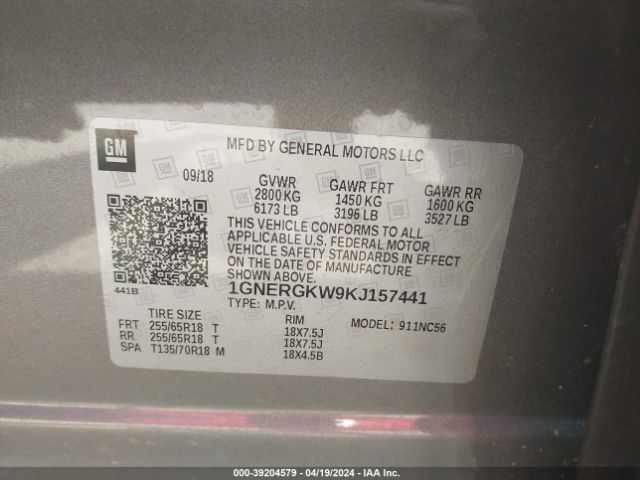 GM
MFD BY GENERAL MOTORS LLC
09/18
GVWR GAWR FRT GAWR RR
2800 KG 1450 KG 1600 KG
6173 LB 3196 LB 3527 LB
THIS VEHICLE CONFORMS TO ALL
APPLICABLE U.S. FEDERAL MOTOR
VEHICLE SAFETY STANDARDS IN EFFECT
ON THE DATE OF MANUFACTURE
SHOWN ABOVE.
1GNERGKW9KJ157441
441B
TYPE: M.P.V.
TIRE SIZE RIM MODEL: 911NC56
FRT 255/65R18 T 18X7.5J
RR 255/65R18 T 18X7.5J
SPA T135/70R18 M 18X4.5B
000-39204579 - 04/19/2024 - IAA Inc.